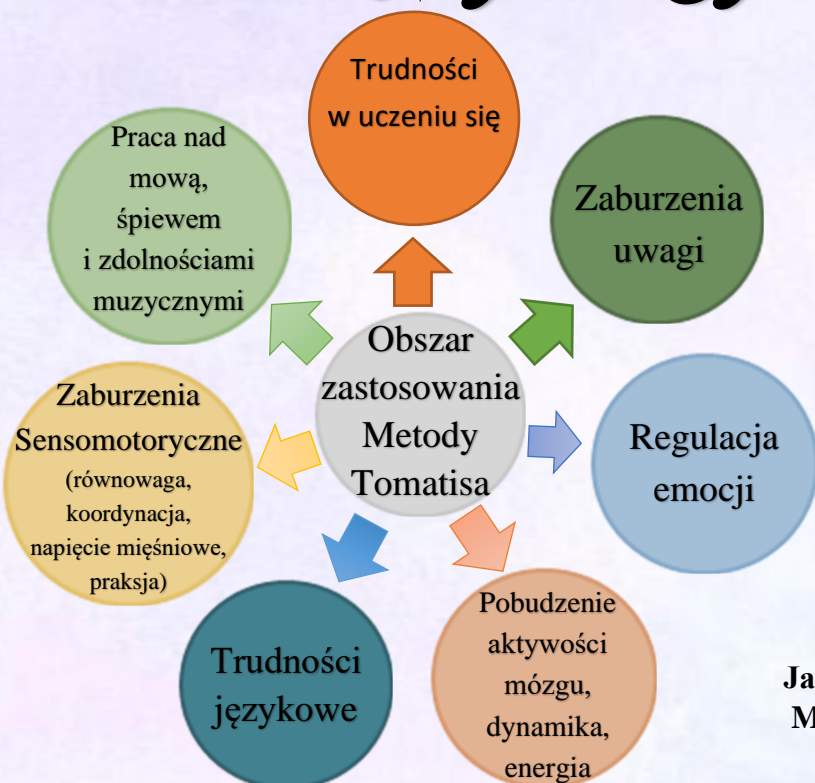 Trudności
w uczeniu się
Praca nad
mową,
śpiewem
i zdolnościami
muzycznymi
Zaburzenia
uwagi
Obszar
zastosowania
Metody
Tomatisa
Zaburzenia
Sensomotoryczne
(równowaga,
koordynacja,
napięcie mięśniowe,
praksja)
Regulacja
emocji
Trudności
językowe
Pobudzenie
aktywości
mózgu,
dynamika,
energia
Ja
M